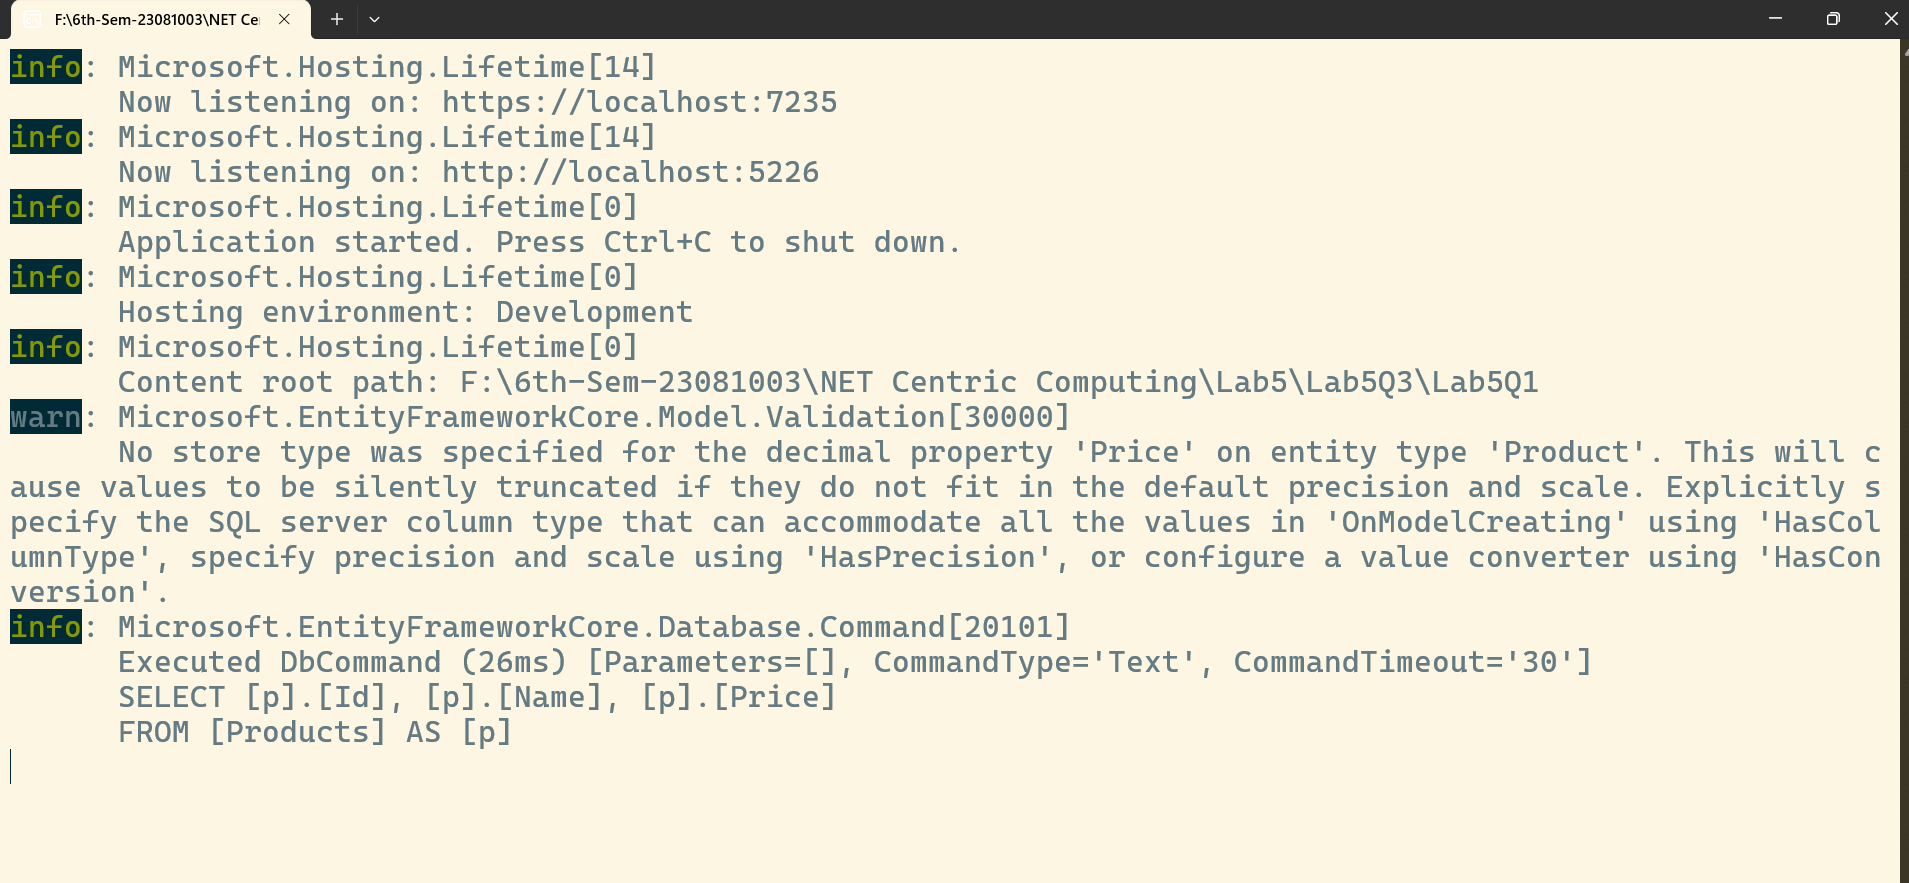 F:\6th-Sem-23081003\NET Ce
info: Microsoft.Hosting.Lifetime[14]
      Now listening on: https://localhost:7235
info: Microsoft.Hosting.Lifetime[14]
      Now listening on: http://localhost:5226
info: Microsoft.Hosting.Lifetime[0]
      Application started. Press Ctrl+C to shut down.
info: Microsoft.Hosting.Lifetime[0]
      Hosting environment: Development
info: Microsoft.Hosting.Lifetime[0]
      Content root path: F:\6th-Sem-23081003\NET Centric Computing\Lab5\Lab5Q3\Lab5Q1
warn: Microsoft.EntityFrameworkCore.Model.Validation[30000]
      No store type was specified for the decimal property 'Price' on entity type 'Product'. This will c
ause values to be silently truncated if they do not fit in the default precision and scale. Explicitly s
pecify the SQL server column type that can accommodate all the values in 'OnModelCreating' using 'HasCol
umnType', specify precision and scale using 'HasPrecision', or configure a value converter using 'HasCon
version'.
info: Microsoft.EntityFrameworkCore.Database.Command[20101]
      Executed DbCommand (26ms) [Parameters=[], CommandType='Text', CommandTimeout='30']
      SELECT [p].[Id], [p].[Name], [p].[Price]
      FROM [Products] AS [p]